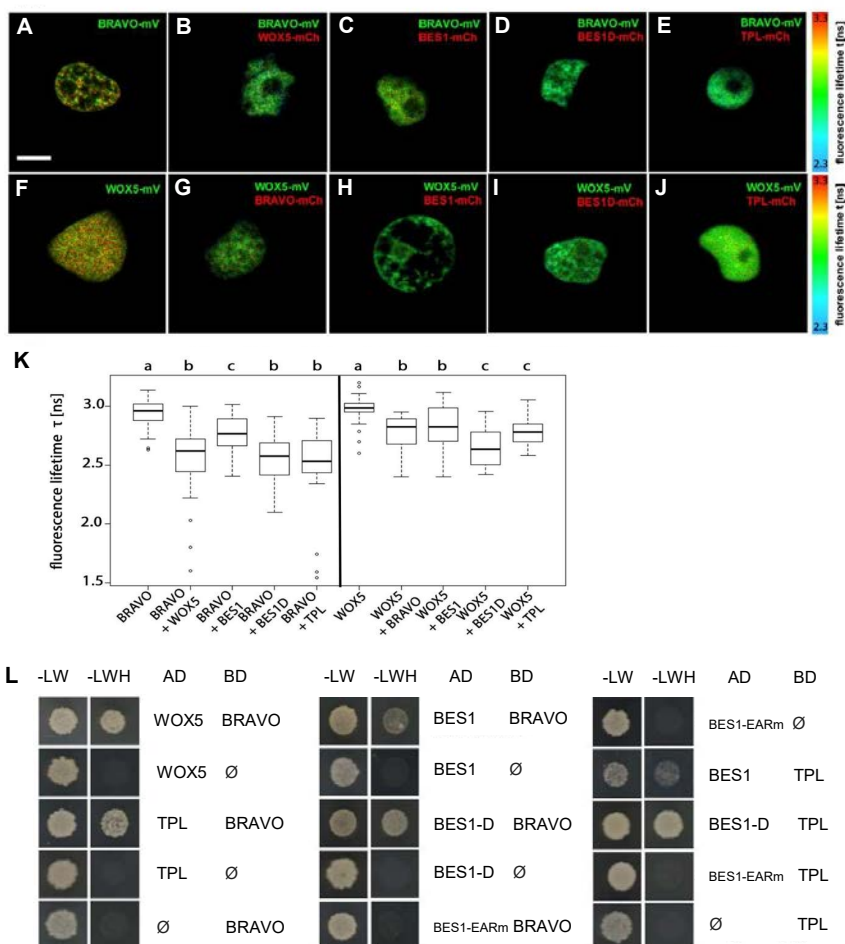 A BRAVO-mV
B BRAVO-mV
WOX5-mCh
C BRAVO-mV
BES1-mCh
D BRAVO-mV
BES1D-mCh
E BRAVO-mV
TPL-mCh
3.3
2.3
fluorescence lifetime t[ns]
F WOX5-mV
G WOX5-mV
BRAVO-mCh
H WOX5-mV
BES1-mCh
I WOX5-mV
BES1D-mCh
J WOX5-mV
TPL-mCh
3.3
2.3
fluorescence lifetime t[ns]
K
a b c b b a b b c c
fluorescence lifetime τ [ns]
3.0
2.5
2.0
1.5
BRAVO
BRAVO
+ WOX5
BRAVO
+ BES1
BRAVO
+ BES1D
BRAVO
+ TPL
WOX5
WOX5
+ BRAVO
WOX5
+ BES1
WOX5
+ BES1D
WOX5
+ TPL
L -LW -LWH AD BD
WOX5 BRAVO
WOX5 Ø
TPL BRAVO
TPL Ø
Ø BRAVO
-LW -LWH AD BD
BES1 BRAVO
BES1 Ø
BES1-D BRAVO
BES1-D Ø
BES1-EARm BRAVO
-LW -LWH AD BD
BES1-EARm Ø
BES1 TPL
BES1-D TPL
BES1-EARm TPL
Ø TPL